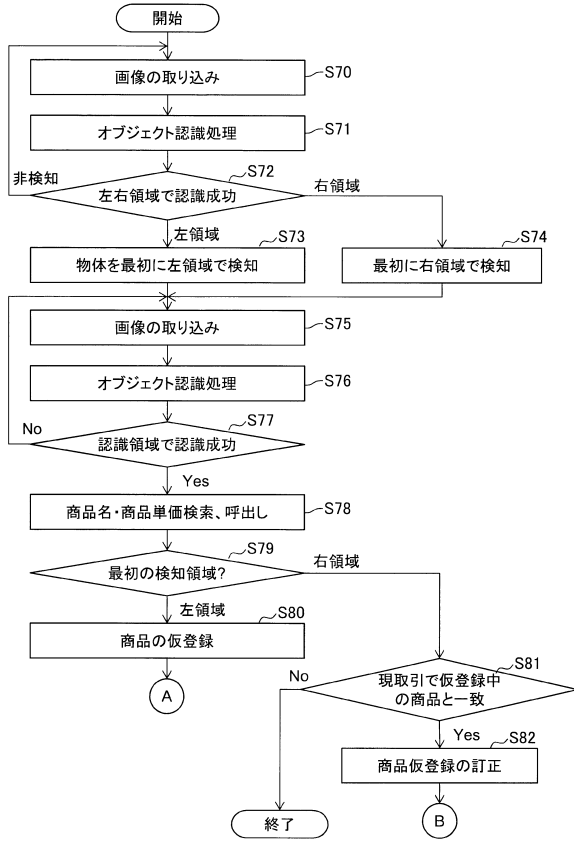 開始
画像の取り込み
S70
オブジェクト認識処理
S71
S72
非検知
左右領域で認識成功
右領域
左領域
S73
S74
物体を最初に左領域で検知
最初に右領域で検知
画像の取り込み
S75
オブジェクト認識処理
S76
S77
No
認識領域で認識成功
Yes
商品名・商品単価検索、呼出し
S78
S79
最初の検知領域?
右領域
左領域
S80
商品の仮登録
A
S81
No
現取引で仮登録中
の商品と一致
Yes
S82
商品仮登録の訂正
終了
B